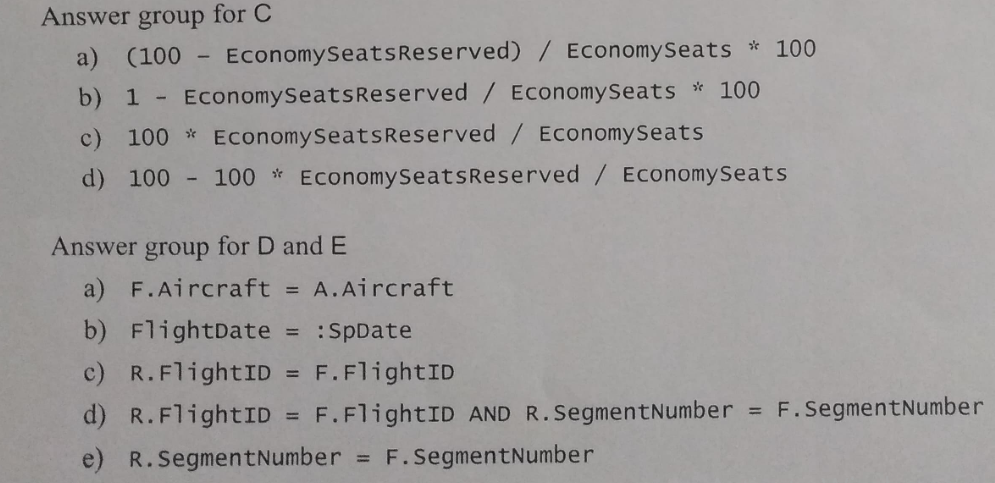 Answer group for C
a) (100 - EconomySeatsReserved) / EconomySeats * 100
b) 1 - EconomySeatsReserved / EconomySeats * 100
c) 100 * EconomySeatsReserved / EconomySeats
d) 100 - 100 * EconomySeatsReserved / EconomySeats
Answer group for D and E
a) F.Aircraft = A.Aircraft
b) FlightDate = :SpDate
c) R.FlightID = F.FlightID
d) R.FlightID = F.FlightID AND R.SegmentNumber = F.SegmentNumber
e) R.SegmentNumber = F.SegmentNumber